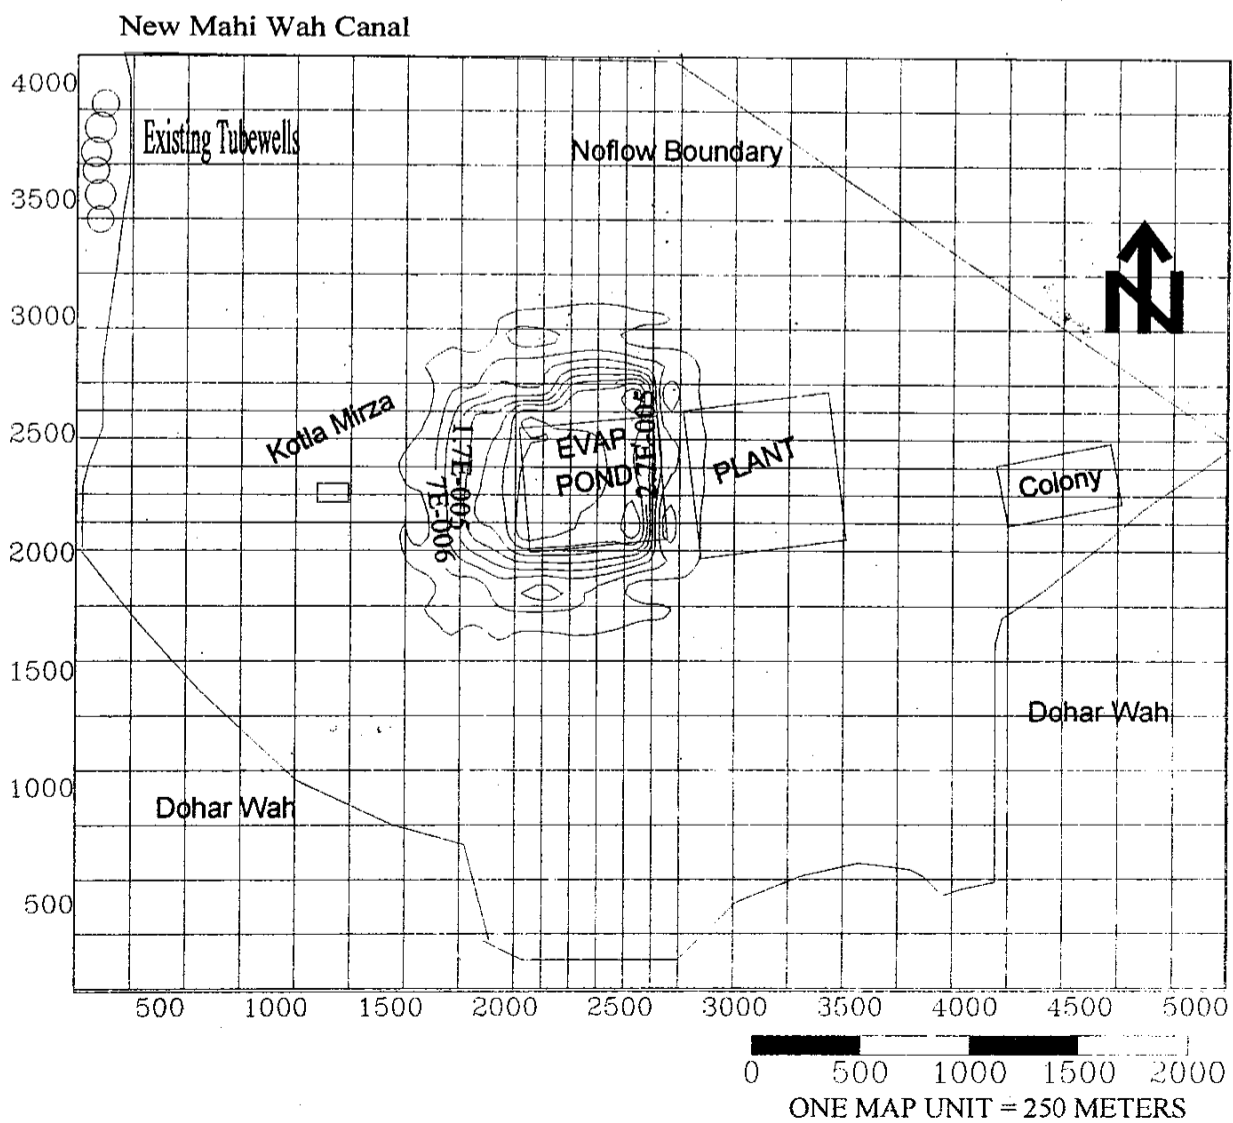 New Mahi Wah Canal
4000
Existing Tubewells
Noflow Boundary
3500
N
3000
Kotla Mirza
2500
1.7E-005
7E-006
EVAP
POND
2.7E-005
PLANT
Colony
2000
1500
Dohar Wah
1000
Dohar Wah
500
500 1000 1500 2000 2500 3000 3500 4000 4500 5000
0 500 1000 1500 2000
ONE MAP UNIT = 250 METERS